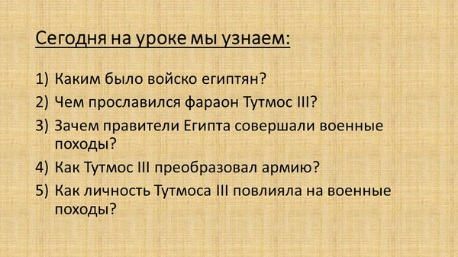 Сегодня на уроке мы узнаем:
1) Каким было войско египтян?
2) Чем прославился фараон Тутмос III?
3) Зачем правители Египта совершали военные
походы?
4) Как Тутмос III преобразовал армию?
5) Как личность Тутмоса III повлияла на военные
походы?